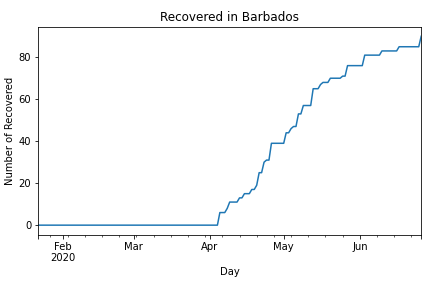 Recovered in Barbados
Number of Recovered
80
60
40
20
0
Feb
2020
Mar
Apr
May
Jun
Day